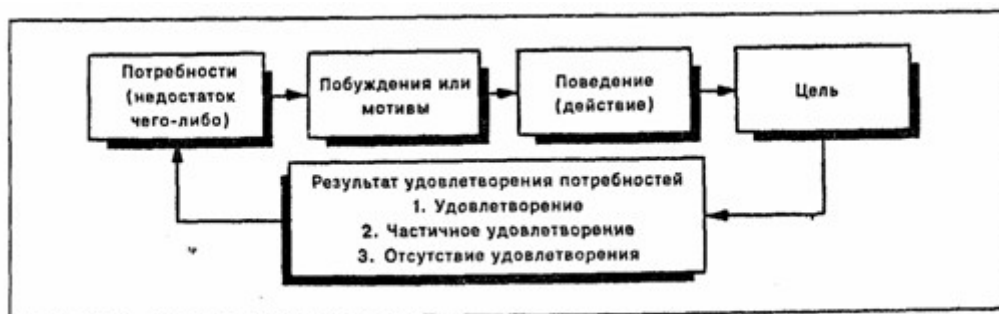 Потребности
(недостаток
чего-либо)
Побуждения или
мотивы
Поведение
(действие)
Цель
Результат удовлетворения потребностей
1. Удовлетворение
2. Частичное удовлетворение
3. Отсутствие удовлетворения